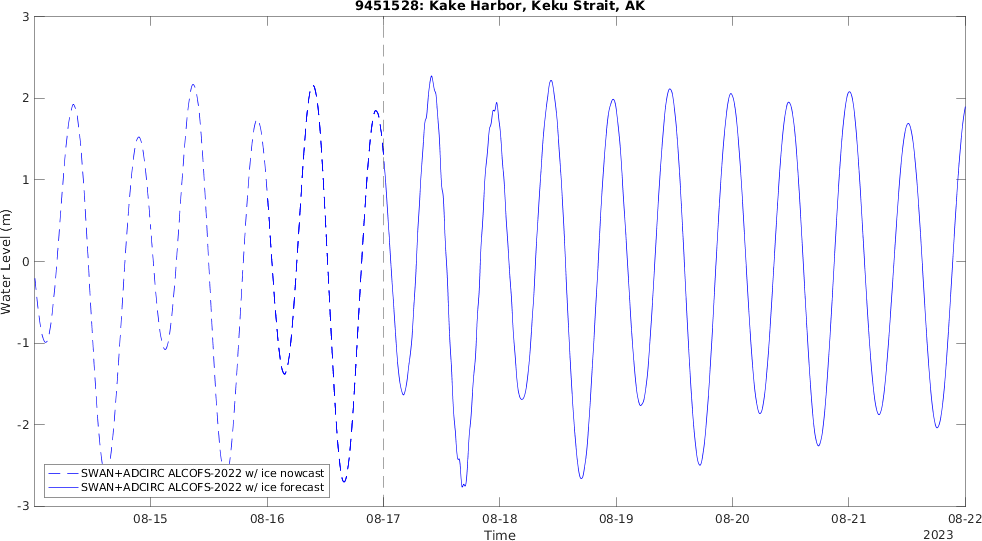 9451528: Kake Harbor, Keku Strait, AK
3
2
1
0
-1
-2
-3
Water Level (m)
SWAN+ADCIRC ALCOFS-2022 w/ ice nowcast
SWAN+ADCIRC ALCOFS-2022 w/ ice forecast
08-15 08-16 08-17 08-18 08-19 08-20 08-21 08-22
Time
2023